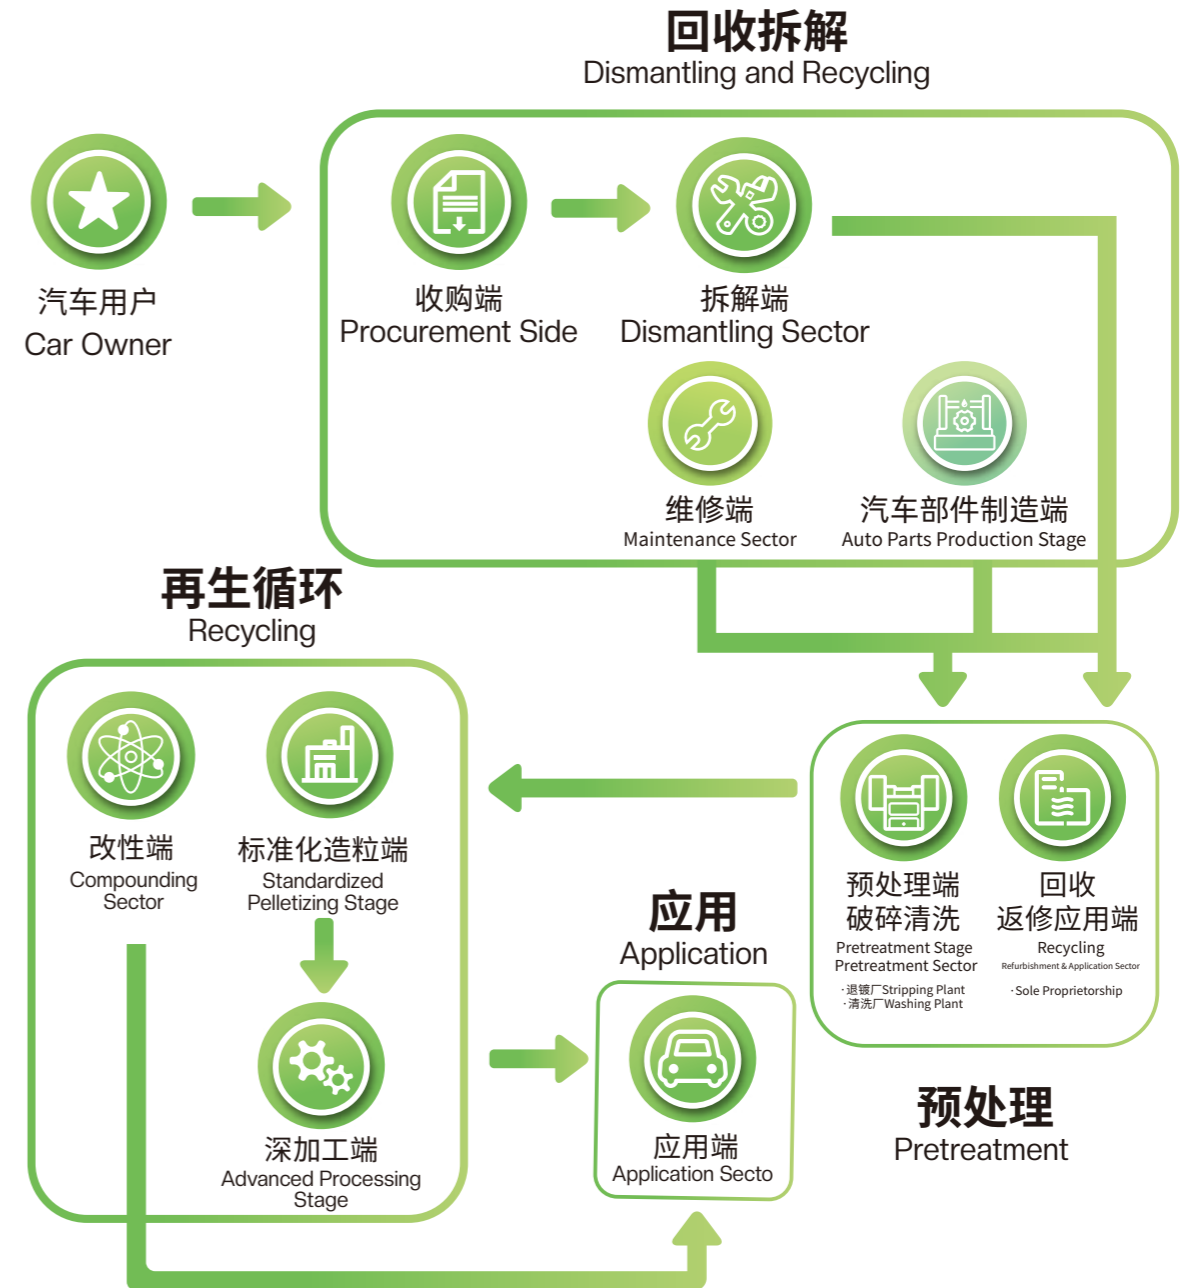 回收拆解
Dismantling and Recycling
汽车用户
Car Owner
收购端
Procurement Side
拆解端
Dismantling Sector
维修端
Maintenance Sector
汽车部件制造端
Auto Parts Production Stage
再生循环
Recycling
改性端
Compounding
Sector
标准化造粒端
Standardized
Pelletizing Stage
深加工端
Advanced Processing
Stage
应用
Application
应用端
Application Secto
预处理端
破碎清洗
Pretreatment Stage
Pretreatment Sector
·退镀厂Stripping Plant
·清洗厂Washing Plant
回收
返修应用端
Recycling
Refurbishment & Application Sector
·Sole Proprietorship
预处理
Pretreatment